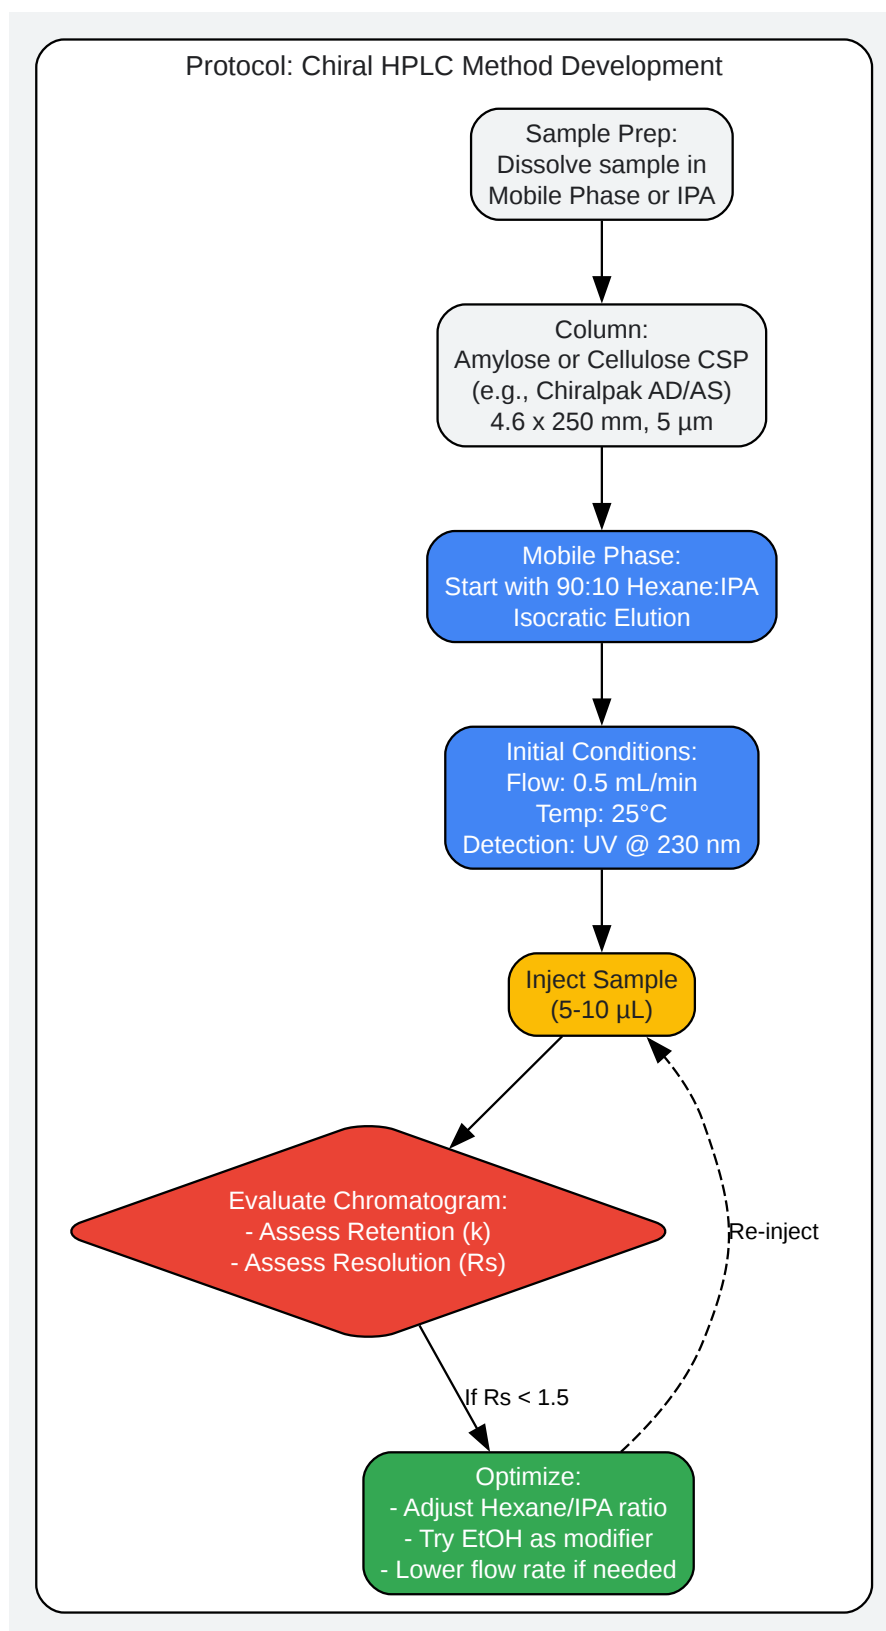 Protocol: Chiral HPLC Method Development
Sample Prep:
Dissolve sample in
Mobile Phase or IPA
Column:
Amylose or Cellulose CSP
(e.g., Chiralpak AD/AS)
4.6 x 250 mm, 5 µm
Mobile Phase:
Start with 90:10 Hexane:IPA
Isocratic Elution
Initial Conditions:
Flow: 0.5 mL/min
Temp: 25°C
Detection: UV @ 230 nm
Inject Sample
(5-10 µL)
Evaluate Chromatogram:
- Assess Retention (k)
- Assess Resolution (Rs)
Re-inject
If Rs < 1.5
Optimize:
- Adjust Hexane/IPA ratio
- Try EtOH as modifier
- Lower flow rate if needed